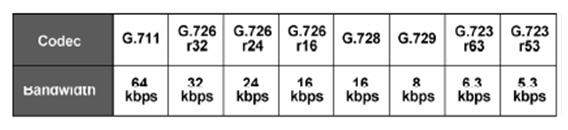 Codec G.711 G.726 r32 G.726 r24 G.726 r16 G.728 G.729 G.723 r63 G.723 r53
Bandwidth 64 kbps 32 kbps 24 kbps 16 kbps 16 kbps 8 kbps 6.3 kbps 5.3 kbps